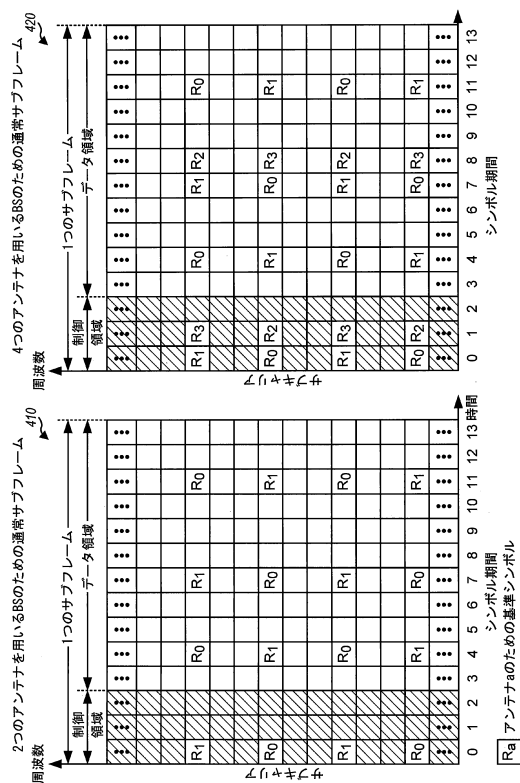 2つのアンテナを用いるBSのための通常サブフレーム
410
周波数
1つのサブフレーム
制御領域
データ領域
サブキャリア
R1 R0 R1 R0
R0 R1 R0 R1
R1 R0 R1 R0
R0 R1 R0 R1
0 1 2 3 4 5 6 7 8 9 10 11 12 13 時間
シンボル期間
Ra アンテナaのための基準シンボル
4つのアンテナを用いるBSのための通常サブフレーム
420
周波数
1つのサブフレーム
制御領域
データ領域
サブキャリア
R1 R3 R0 R1 R2 R0
R0 R2 R1 R0 R3 R1
R1 R3 R0 R1 R2 R0
R0 R2 R1 R0 R3 R1
0 1 2 3 4 5 6 7 8 9 10 11 12 13
シンボル期間